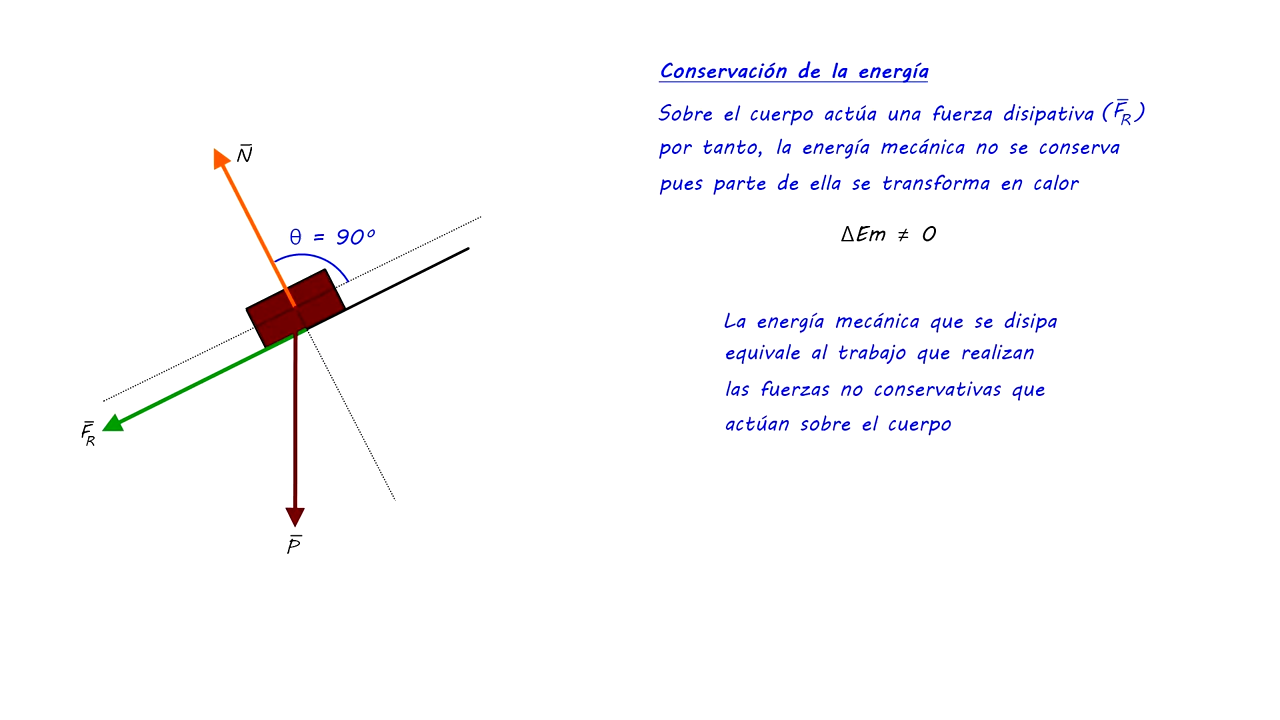 Conservación de la energía
Sobre el cuerpo actúa una fuerza disipativa (F̅_R)
por tanto, la energía mecánica no se conserva
pues parte de ella se transforma en calor
ΔEm ≠ 0
La energía mecánica que se disipa
equivale al trabajo que realizan
las fuerzas no conservativas que
actúan sobre el cuerpo
N̅
θ = 90º
F̅_R
P̅